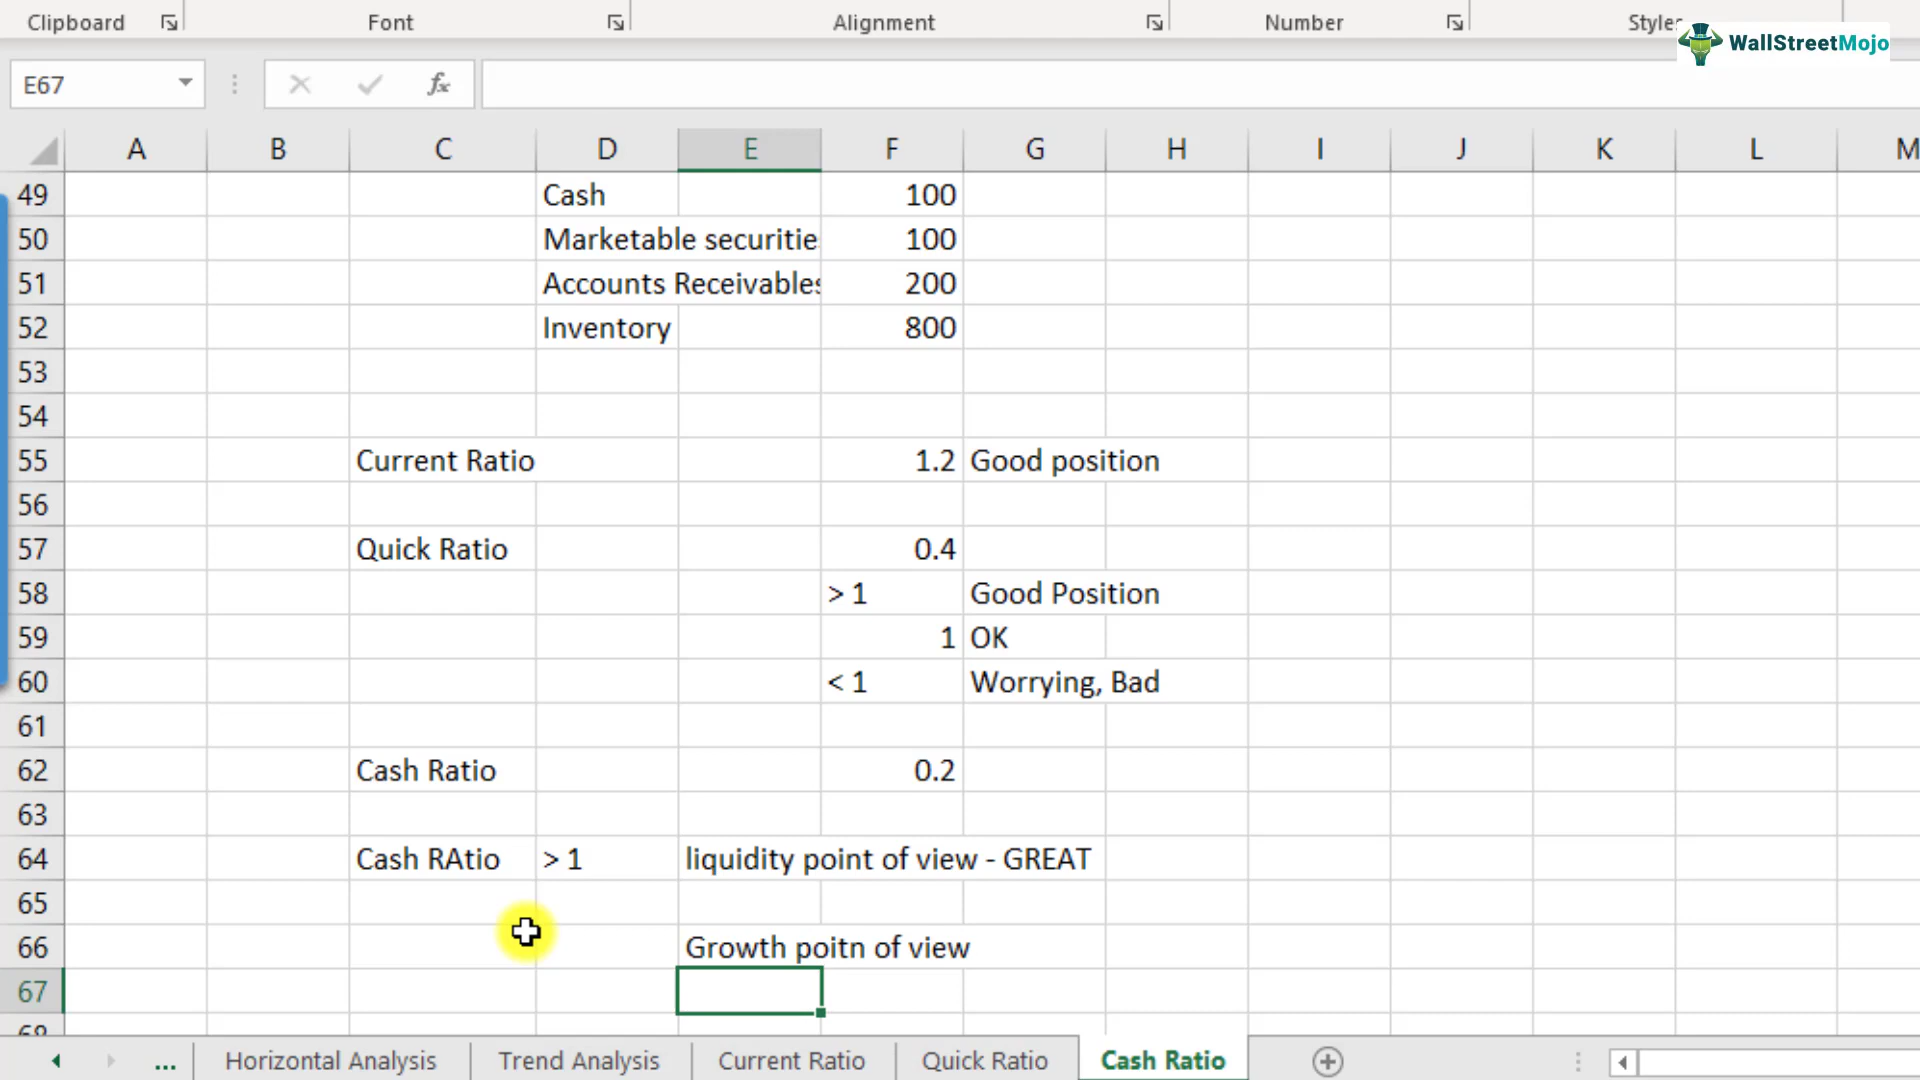 Clipboard Font Alignment Number Styles
WallStreetMojo
E67 fx
A B C D E F G H I J K L M
49 Cash 100
50 Marketable securitie
100
51 Accounts Receivables 200
52 Inventory 800
53
54
55 Current Ratio 1.2 Good position
56
57 Quick Ratio 0.4
58 > 1 Good Position
59 1 OK
60 < 1 Worrying, Bad
61
62 Cash Ratio 0.2
63
64 Cash RAtio > 1 liquidity point of view - GREAT
65
66 Growth poitn of view
67
68
... Horizontal Analysis Trend Analysis Current Ratio Quick Ratio Cash Ratio